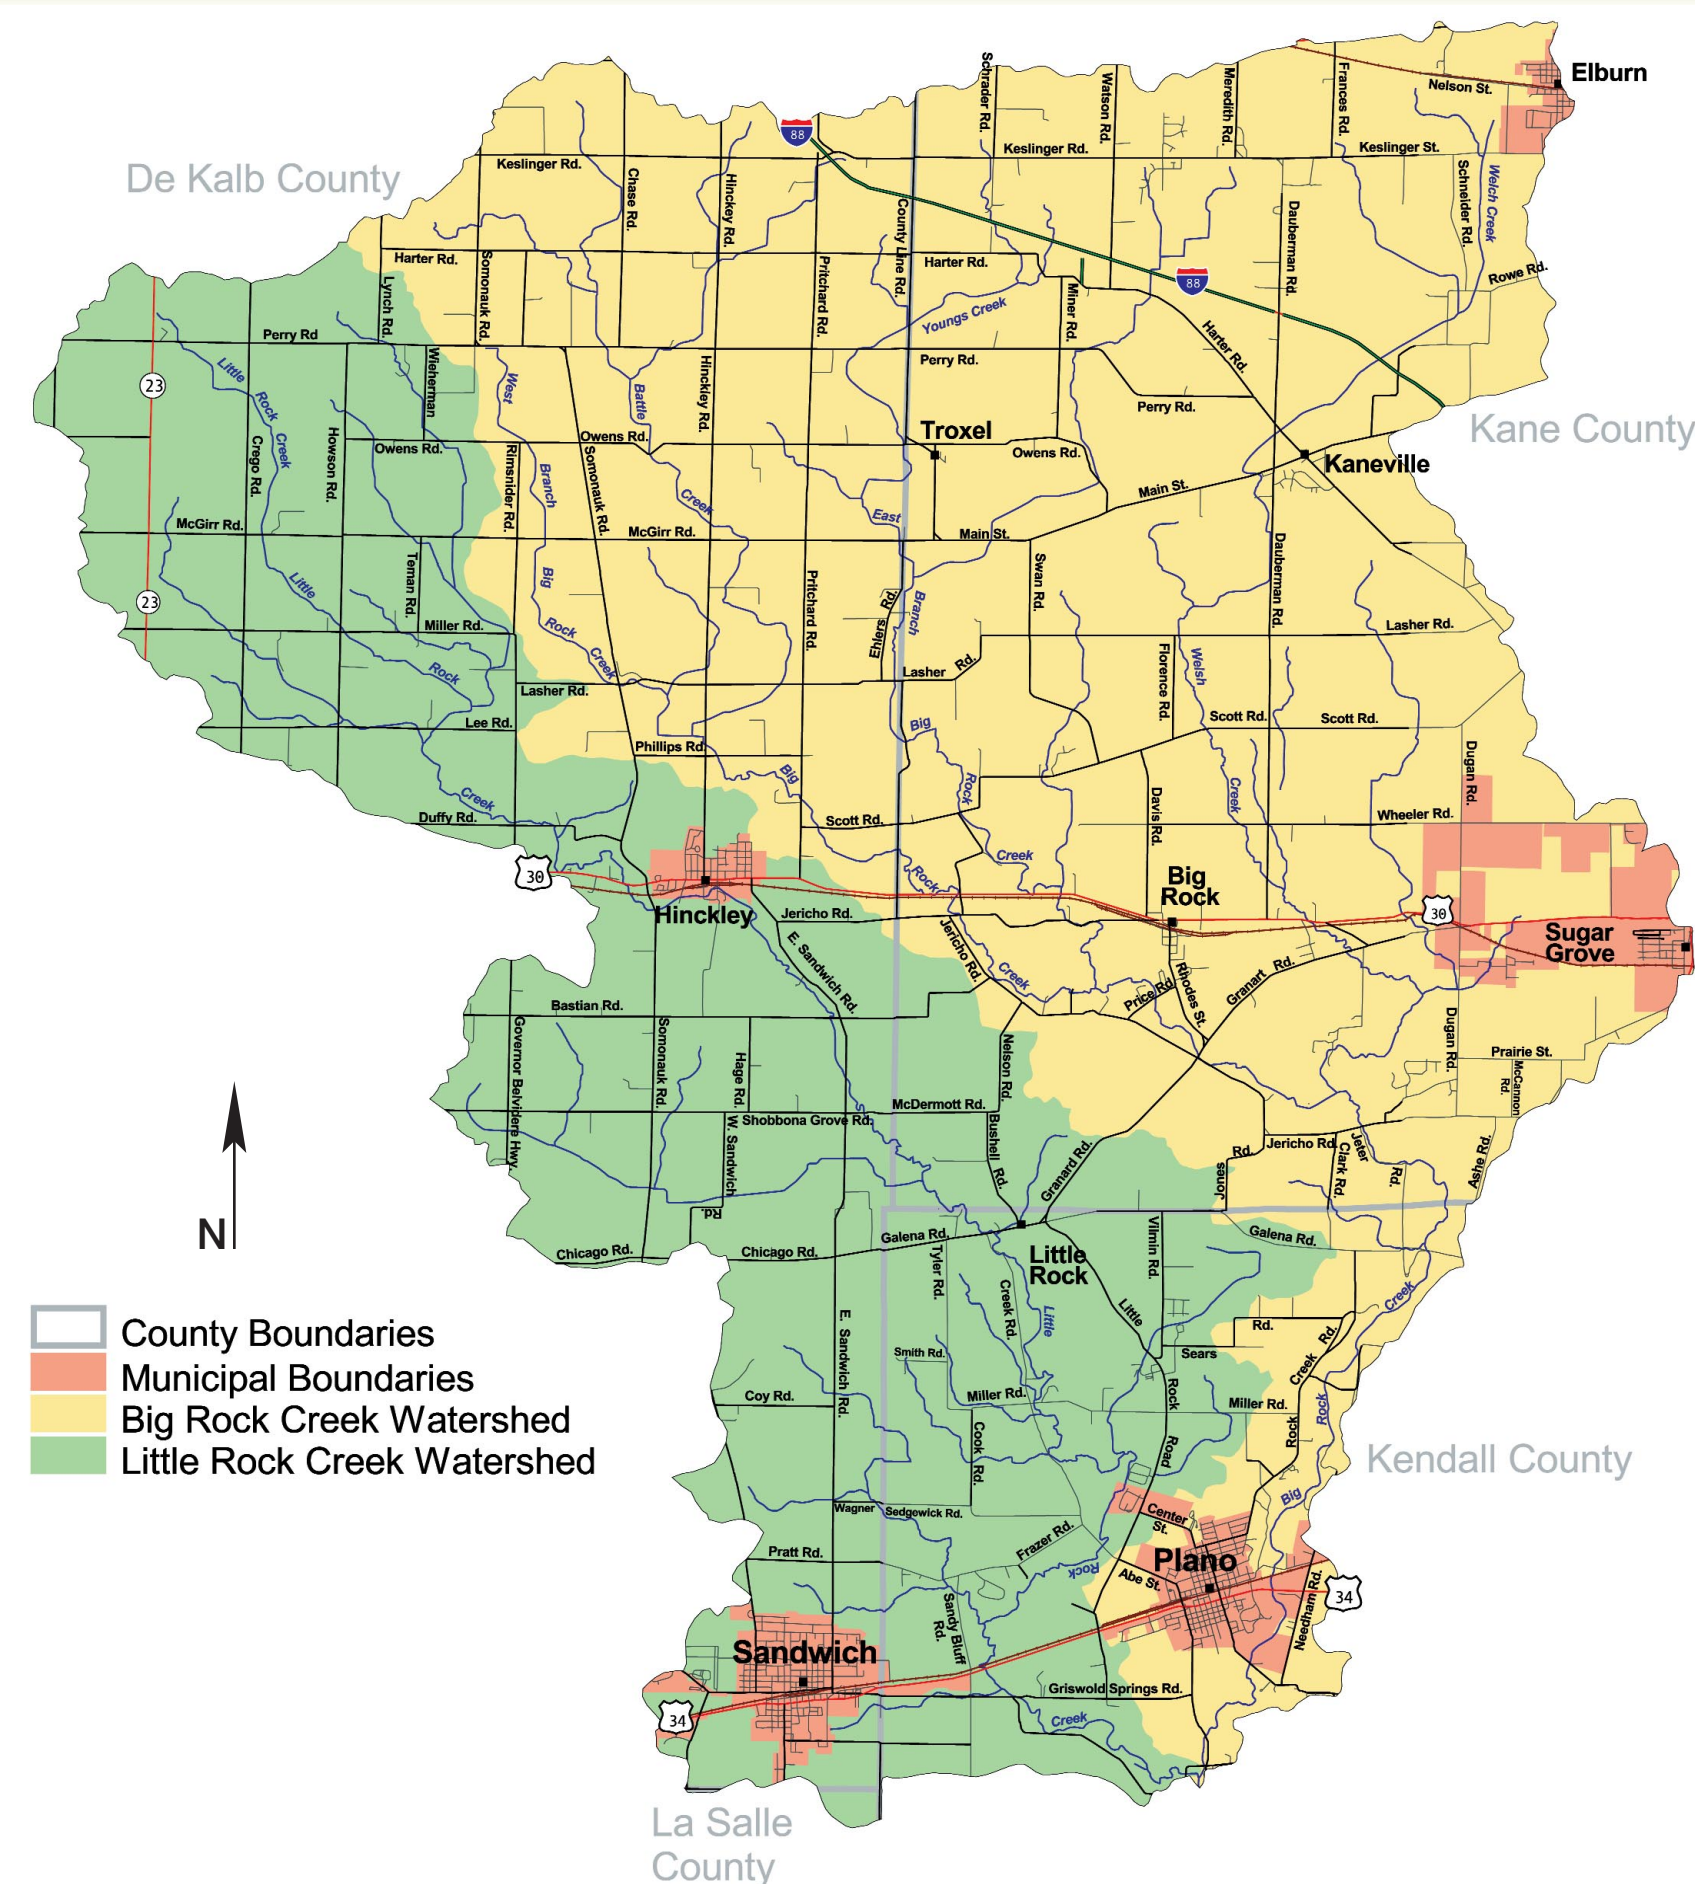 Elburn
Nelson St.
Schrader Rd.
Watson Rd.
Meredith Rd.
Frances Rd.
88
De Kalb County
Keslinger Rd.
Keslinger Rd.
Keslinger St.
Chase Rd.
Hinckey Rd.
County Line Rd.
Dauberman Rd.
Schneider Rd.
Welch Creek
Harter Rd.
Somonauk Rd.
Lynch Rd.
Pritchard Rd.
Harter Rd.
Youngs Creek
Miner Rd.
88
Harter Rd.
Rowe Rd.
Perry Rd
Wieherman
Perry Rd.
Perry Rd.
23
Little
Rock
Creek
West
Battle
Hinckley Rd.
Kane County
Troxel
Kaneville
Crego Rd.
Howson Rd.
Owens Rd.
Rimsnider Rd.
Branch
Owens Rd.
Somonauk Rd.
Owens Rd.
Main St.
Creek
East
McGirr Rd.
McGirr Rd.
Main St.
23
Little
Teman Rd.
Big
Pritchard Rd.
Ehlers Rd.
Branch
Swan Rd.
Dauberman Rd.
Miller Rd.
Rock
Creek
Lasher Rd.
Rock
Lasher Rd.
Lasher Rd.
Florence Rd.
Welsh
Lee Rd.
Big
Scott Rd.
Scott Rd.
Phillips Rd.
Big
Rock
Creek
Dugan Rd.
Creek
Duffy Rd.
Scott Rd.
Davis Rd.
Wheeler Rd.
30
Creek
Rock
Big
Rock
30
Hinckley
Jericho Rd.
Sugar
Grove
E. Sandwich Rd.
Jericho Rd.
Creek
Price Rd.
Rhodes St.
Granart Rd.
Bastian Rd.
Governor Belvidere Hwy.
Somonauk Rd.
Hage Rd.
Nelson Rd.
Dugan Rd.
Prairie St.
McCannon
Rd.
McDermott Rd.
Shobbona Grove Rd.
W. Sandwich
Rd.
Bushell Rd.
Granard Rd.
Jones
Rd.
Jericho Rd.
Clark Rd.
Jeter
Rd.
Ashe Rd.
N
Chicago Rd.
Chicago Rd.
Galena Rd.
Tyler Rd.
Little
Rock
Vilmin Rd.
Galena Rd.
Creek
Creek Rd.
Little
Little
Rock
Road
County Boundaries
Municipal Boundaries
Big Rock Creek Watershed
Little Rock Creek Watershed
E. Sandwich Rd.
Smith Rd.
Sears
Rd.
Creek Rd.
Rock
Coy Rd.
Miller Rd.
Miller Rd.
Rock
Cook Rd.
Kendall County
Big
Wagner
Sedgewick Rd.
Center
St.
Frazer Rd.
Pratt Rd.
Rock
Plano
Abe St.
34
Needham Rd.
Sandy Bluff
Rd.
Sandwich
Griswold Springs Rd.
34
Creek
La Salle
County